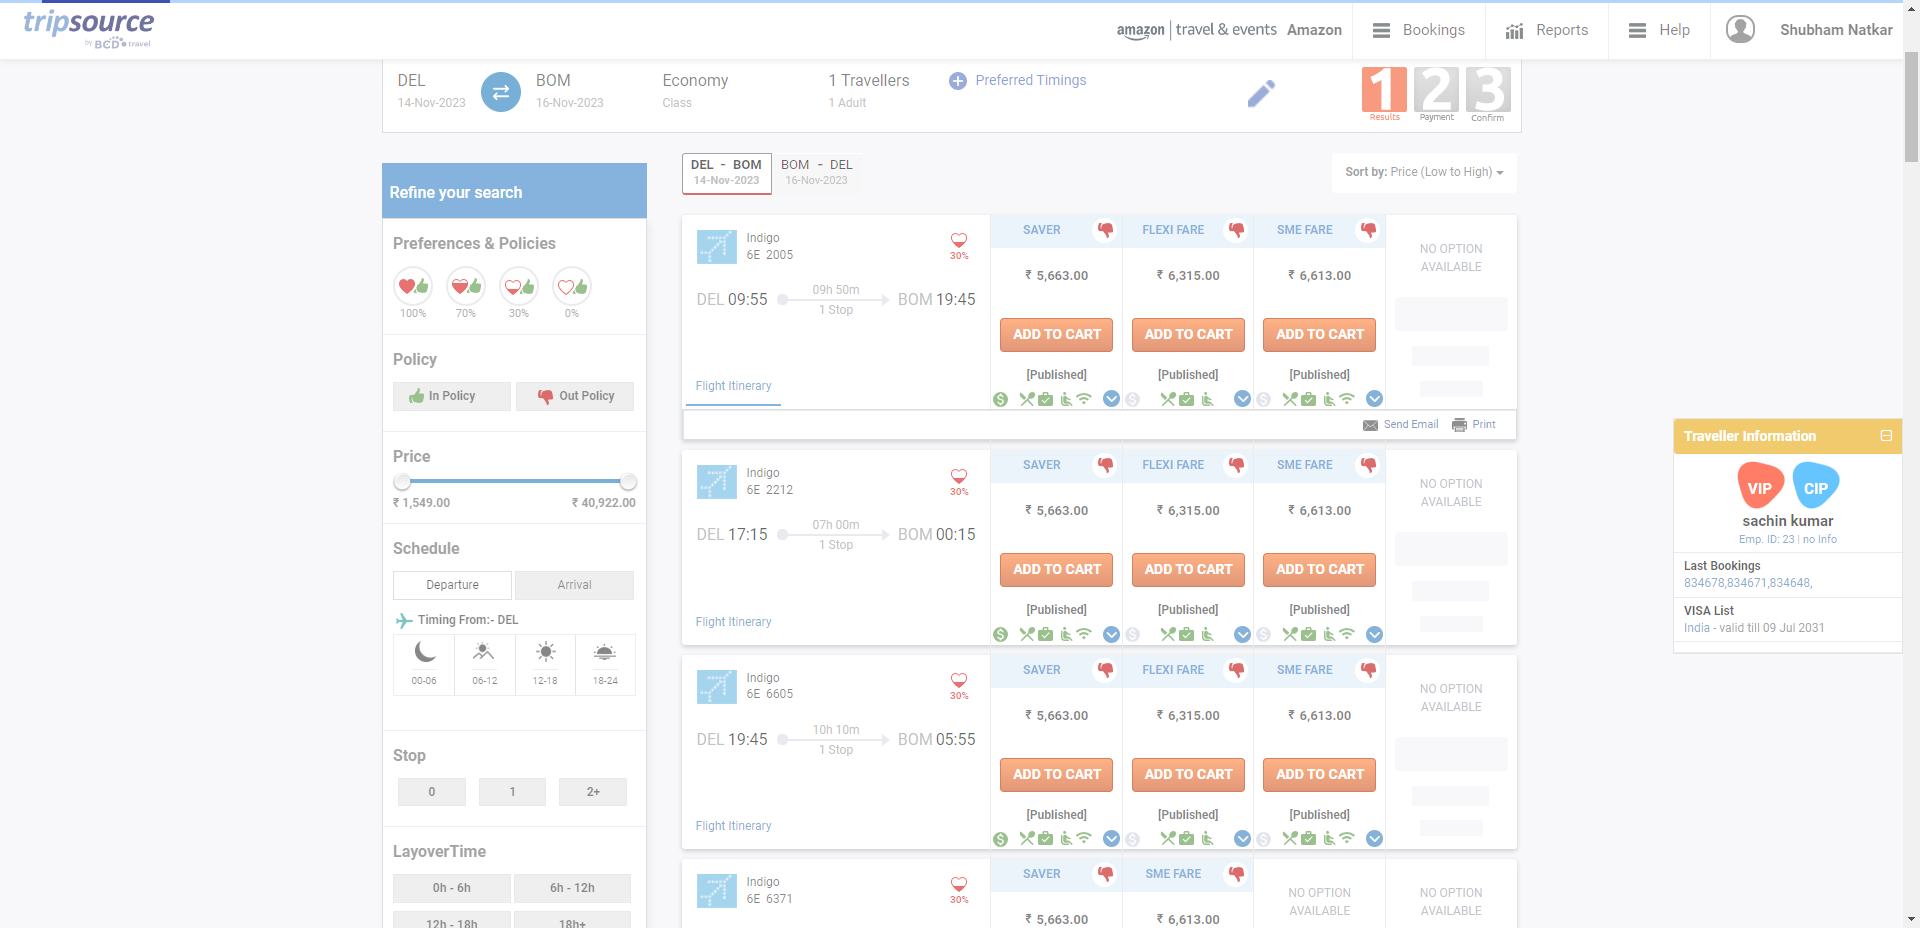 tripsource
by BCD travel
amazon travel & events Amazon
Bookings
Reports
Help
Shubham Natkar
DEL BOM Economy 1 Travellers Preferred Timings
14-Nov-2023 16-Nov-2023 Class 1 Adult
1 2 3
Results Payment Confirm
Refine your search
Preferences & Policies
100% 70% 30% 0%
Policy
In Policy Out Policy
Price
₹ 1,549.00 ₹ 40,922.00
Schedule
Departure Arrival
Timing From:- DEL
00-06 06-12 12-18 18-24
Stop
0 1 2+
LayoverTime
0h - 6h 6h - 12h
12h - 18h 18h+
DEL - BOM BOM - DEL
14-Nov-2023 16-Nov-2023
Sort by: Price (Low to High)
Indigo
6E 2005
30%
DEL 09:55 09h 50m BOM 19:45
1 Stop
Flight Itinerary
SAVER FLEXI FARE SME FARE
₹ 5,663.00 ₹ 6,315.00 ₹ 6,613.00
ADD TO CART ADD TO CART ADD TO CART
[Published] [Published] [Published]
NO OPTION
AVAILABLE
Send Email Print
Indigo
6E 2212
30%
DEL 17:15 07h 00m BOM 00:15
1 Stop
Flight Itinerary
SAVER FLEXI FARE SME FARE
₹ 5,663.00 ₹ 6,315.00 ₹ 6,613.00
ADD TO CART ADD TO CART ADD TO CART
[Published] [Published] [Published]
NO OPTION
AVAILABLE
Indigo
6E 6605
30%
DEL 19:45 10h 10m BOM 05:55
1 Stop
Flight Itinerary
SAVER FLEXI FARE SME FARE
₹ 5,663.00 ₹ 6,315.00 ₹ 6,613.00
ADD TO CART ADD TO CART ADD TO CART
[Published] [Published] [Published]
NO OPTION
AVAILABLE
Indigo
6E 6371
30%
SAVER SME FARE
₹ 5,663.00 ₹ 6,613.00
NO OPTION
AVAILABLE
NO OPTION
AVAILABLE
Traveller Information
VIP CIP
sachin kumar
Emp. ID: 23 | no info
Last Bookings
834678,834671,834648,
VISA List
India - valid till 09 Jul 2031